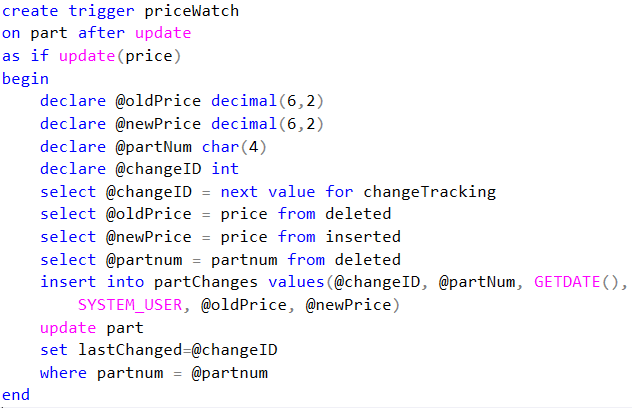 create trigger priceWatch
on part after update
as if update(price)
begin
declare @oldPrice decimal(6,2)
declare @newPrice decimal(6,2)
declare @partNum char(4)
declare @changeID int
select @changeID = next value for changeTracking
select @oldPrice = price from deleted
select @newPrice = price from inserted
select @partnum = partnum from deleted
insert into partChanges values(@changeID, @partNum, GETDATE(),
SYSTEM_USER, @oldPrice, @newPrice)
update part
set lastChanged=@changeID
where partnum = @partnum
end